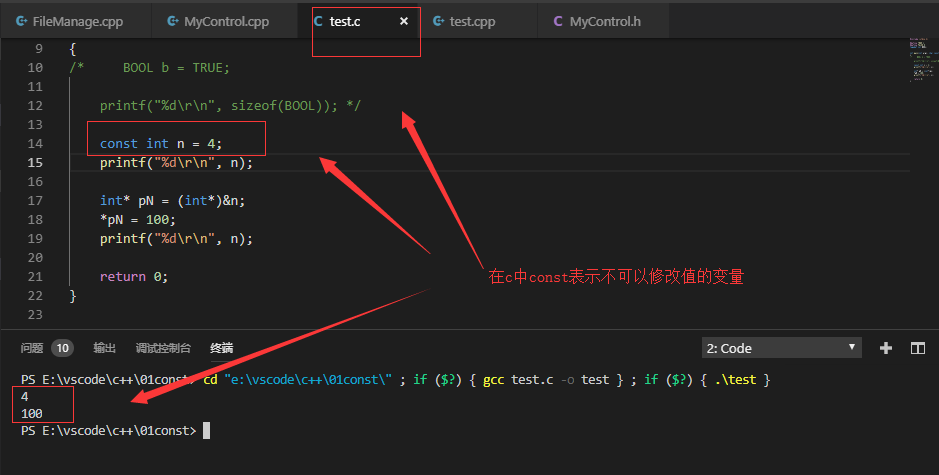 FileManage.cpp MyControl.cpp test.c × test.cpp MyControl.h
9 {
10 /* BOOL b = TRUE;
11
12 printf("%d\r\n", sizeof(BOOL)); */
13
14 const int n = 4;
15 printf("%d\r\n", n);
16
17 int* pN = (int*)&n;
18 *pN = 100;
19 printf("%d\r\n", n);
20
21 return 0;
22 }
23
在c中const表示不可以修改值的变量
问题 10 输出 调试控制台 终端 2: Code
PS E:\vscode\c++\01const> cd "e:\vscode\c++\01const\" ; if ($?) { gcc test.c -o test } ; if ($?) { .\test }
4
100
PS E:\vscode\c++\01const>